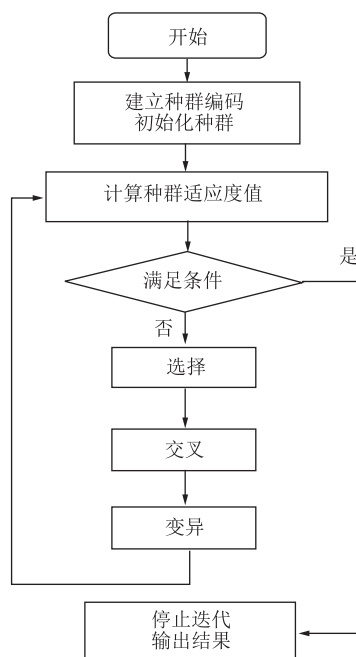 开始
建立种群编码
初始化种群
计算种群适应度值
满足条件
是
否
选择
交叉
变异
停止迭代
输出结果